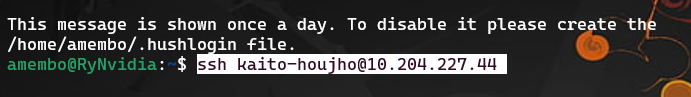 This message is shown once a day. To disable it please create the
/home/amembo/.hushlogin file.
amembo@RyNvidia:~$ ssh kaito-houjho@10.204.227.44